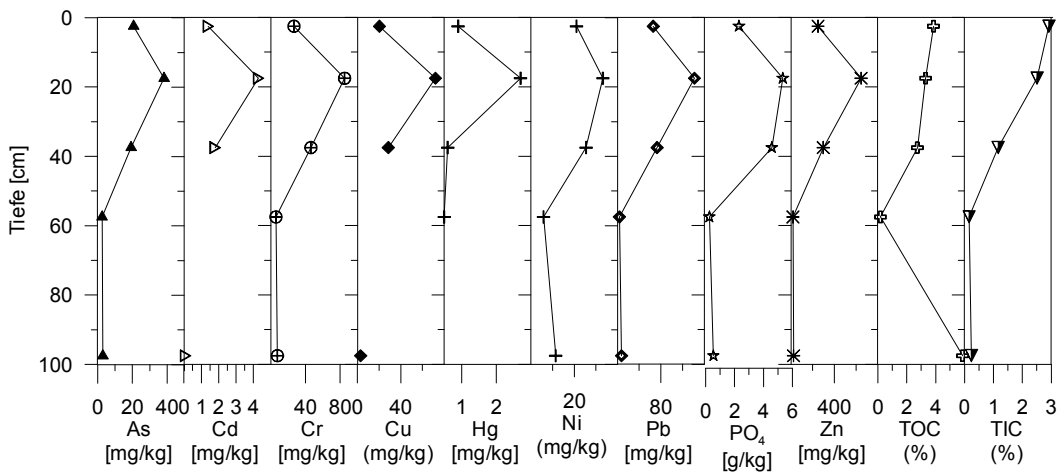 0
20
40
60
80
100
Tiefe [cm]
0 20 40 0 1 2 3 4 40 80 0 40 1 2 20 80 0 2 4 6 400 0 2 4 0 1 2 3
As Cd Cr Cu Hg Ni Pb PO4 Zn TOC TIC
[mg/kg] [mg/kg] [mg/kg] (mg/kg) [mg/kg] (mg/kg) [mg/kg] [g/kg] [mg/kg] (%) (%)